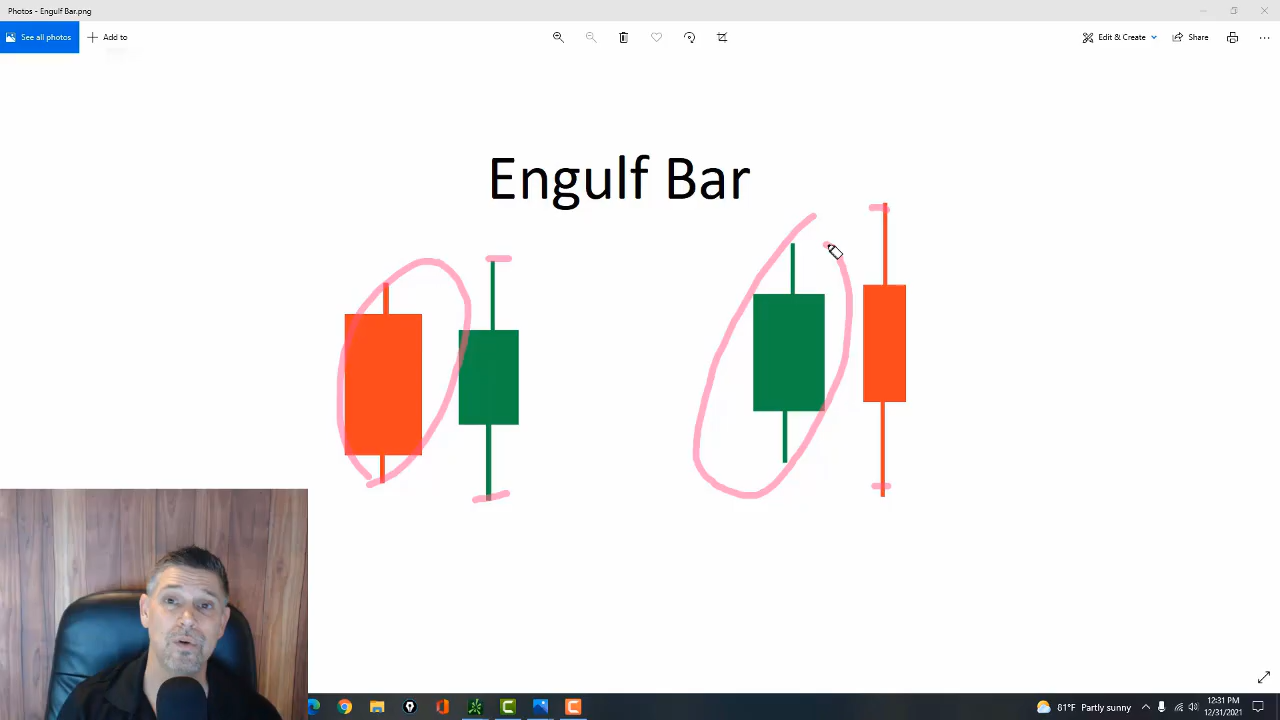 Photos - Engulf Bar.png
See all photos
Add to
Edit & Create
Share
Engulf Bar
81°F Partly sunny
12:31 PM
12/31/2021